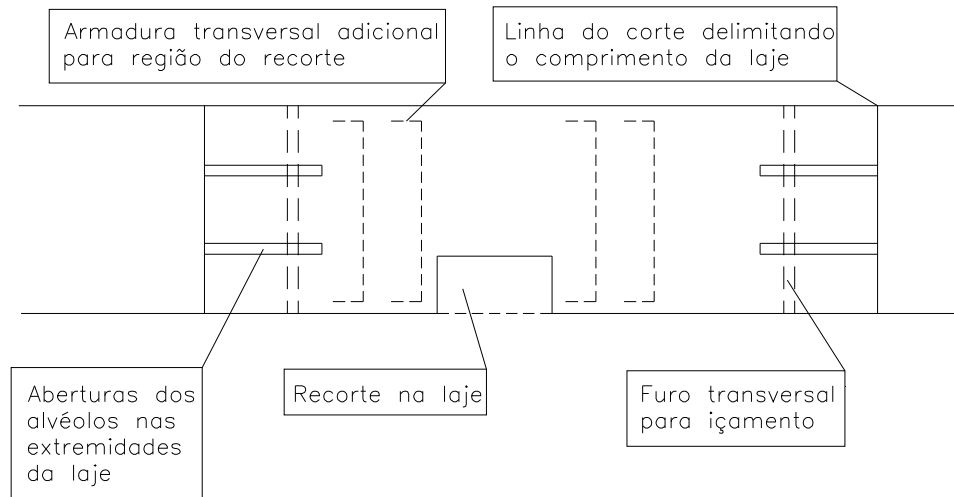 Armadura transversal adicional
para região do recorte
Linha do corte delimitando
o comprimento da laje
Aberturas dos
alvéolos nas
extremidades
da laje
Recorte na laje
Furo transversal
para içamento